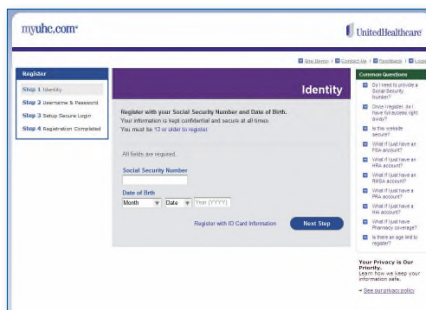 myuhc.com®
UnitedHealthcare®
Site Demo | Contact Us | Feedback |
Register
Step 1 Identity
Step 2 Username & Password
Step 3 Setup Secure Login
Step 4 Registration Completed
Identity
Register with your Social Security Number and Date of Birth.
Your information is kept confidential and secure at all times.
You must be 13 or older to register.
All fields are required.
Social Security Number
Date of Birth
Month Date Year (YYYY)
Register with ID Card Information
Next Step
Common Questions
Do I need to provide a
Social Security
Number?
Once I register, do I
have full access right
away?
Is this website
secure?
What if I just have an
FSA account?
What if I just have an
HRA account?
What if I just have an
account?
What if I just have a
account?
What if I just have a
account?
What if I just have
Pharmacy coverage?
Is there an age limit to
register?
Your Privacy is Our
Priority.
Learn how we keep your
information safe.
See our privacy policy